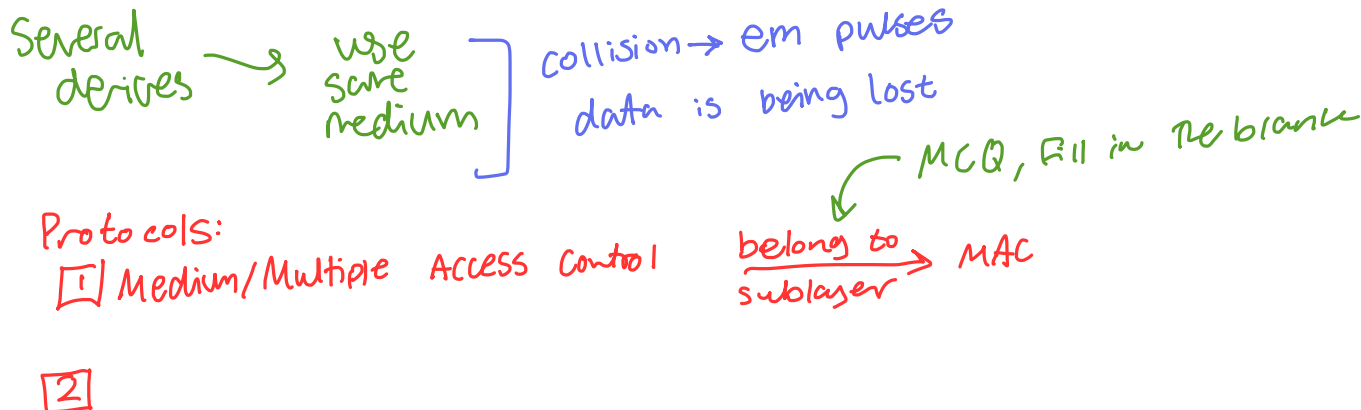 Several devices → use same medium
collision → em pulses
data is being lost
MCQ, Fill in the blank
Protocols:
1 Medium/Multiple Access Control belong to sublayer → MAC
2